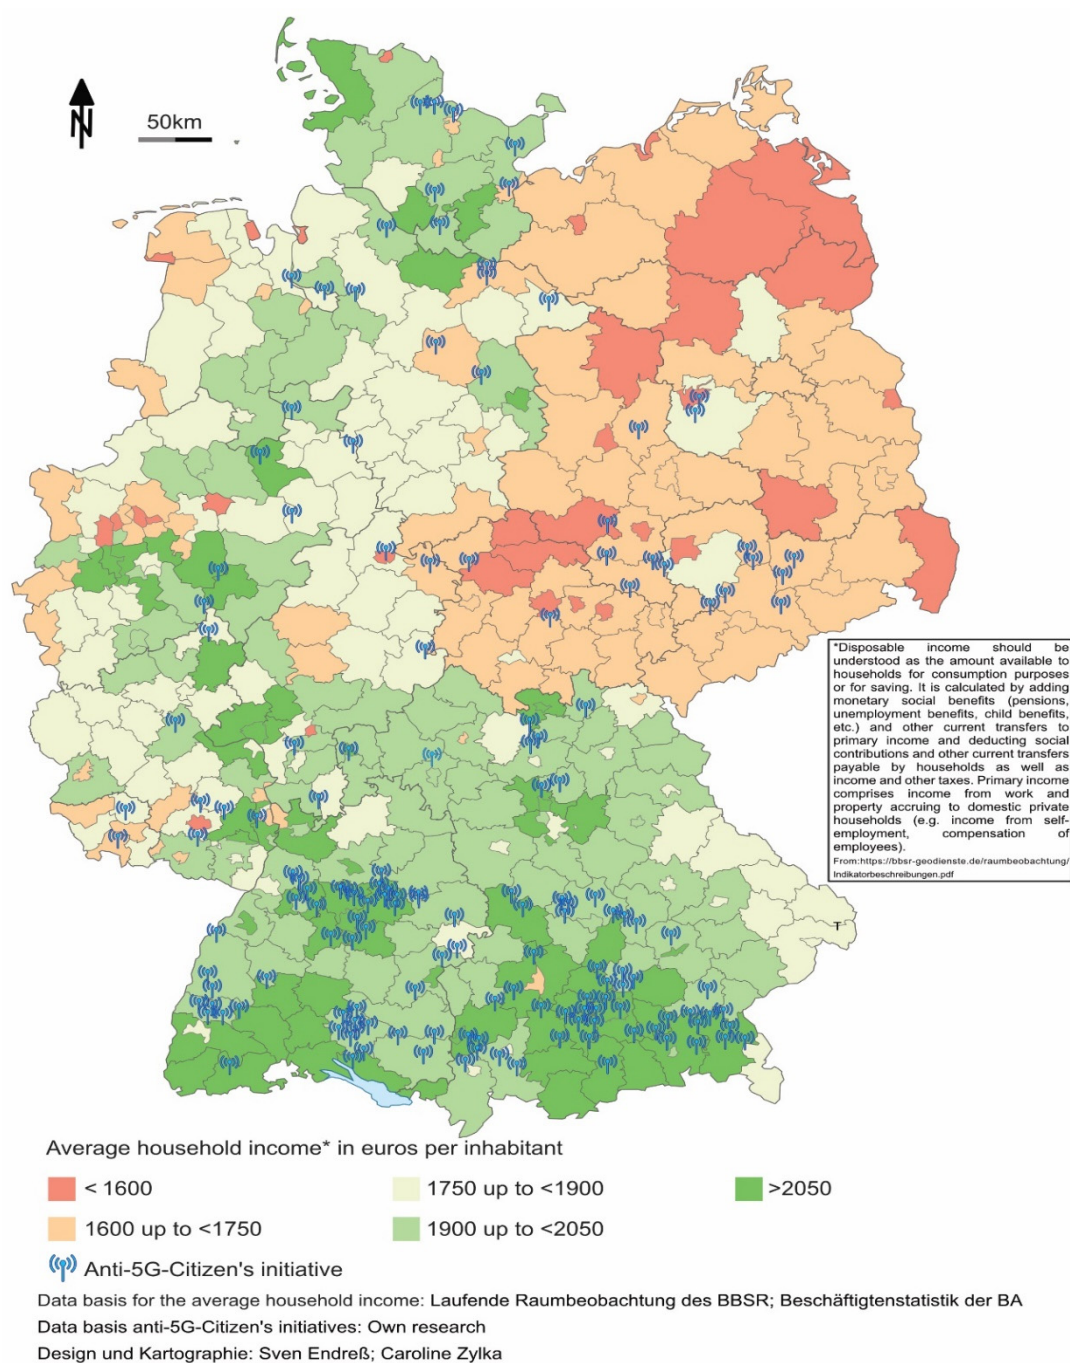 N
50km
*Disposable income should be
understood as the amount available to
households for consumption purposes
or for saving. It is calculated by adding
monetary social benefits (pensions,
unemployment benefits, child benefits,
etc.) and other current transfers to
primary income and deducting social
contributions and other current transfers
payable by households as well as
income and other taxes. Primary income
comprises income from work and
property accruing to domestic private
households (e.g. income from self-
employment, compensation of
employees).
From:https://bbsr-geodienste.de/raumbeobachtung/
Indikatorbeschreibungen.pdf
T
Average household income* in euros per inhabitant
< 1600
1750 up to <1900
>2050
1600 up to <1750
1900 up to <2050
Anti-5G-Citizen's initiative
Data basis for the average household income: Laufende Raumbeobachtung des BBSR; Beschäftigtenstatistik der BA
Data basis anti-5G-Citizen's initiatives: Own research
Design und Kartographie: Sven Endreß; Caroline Zylka